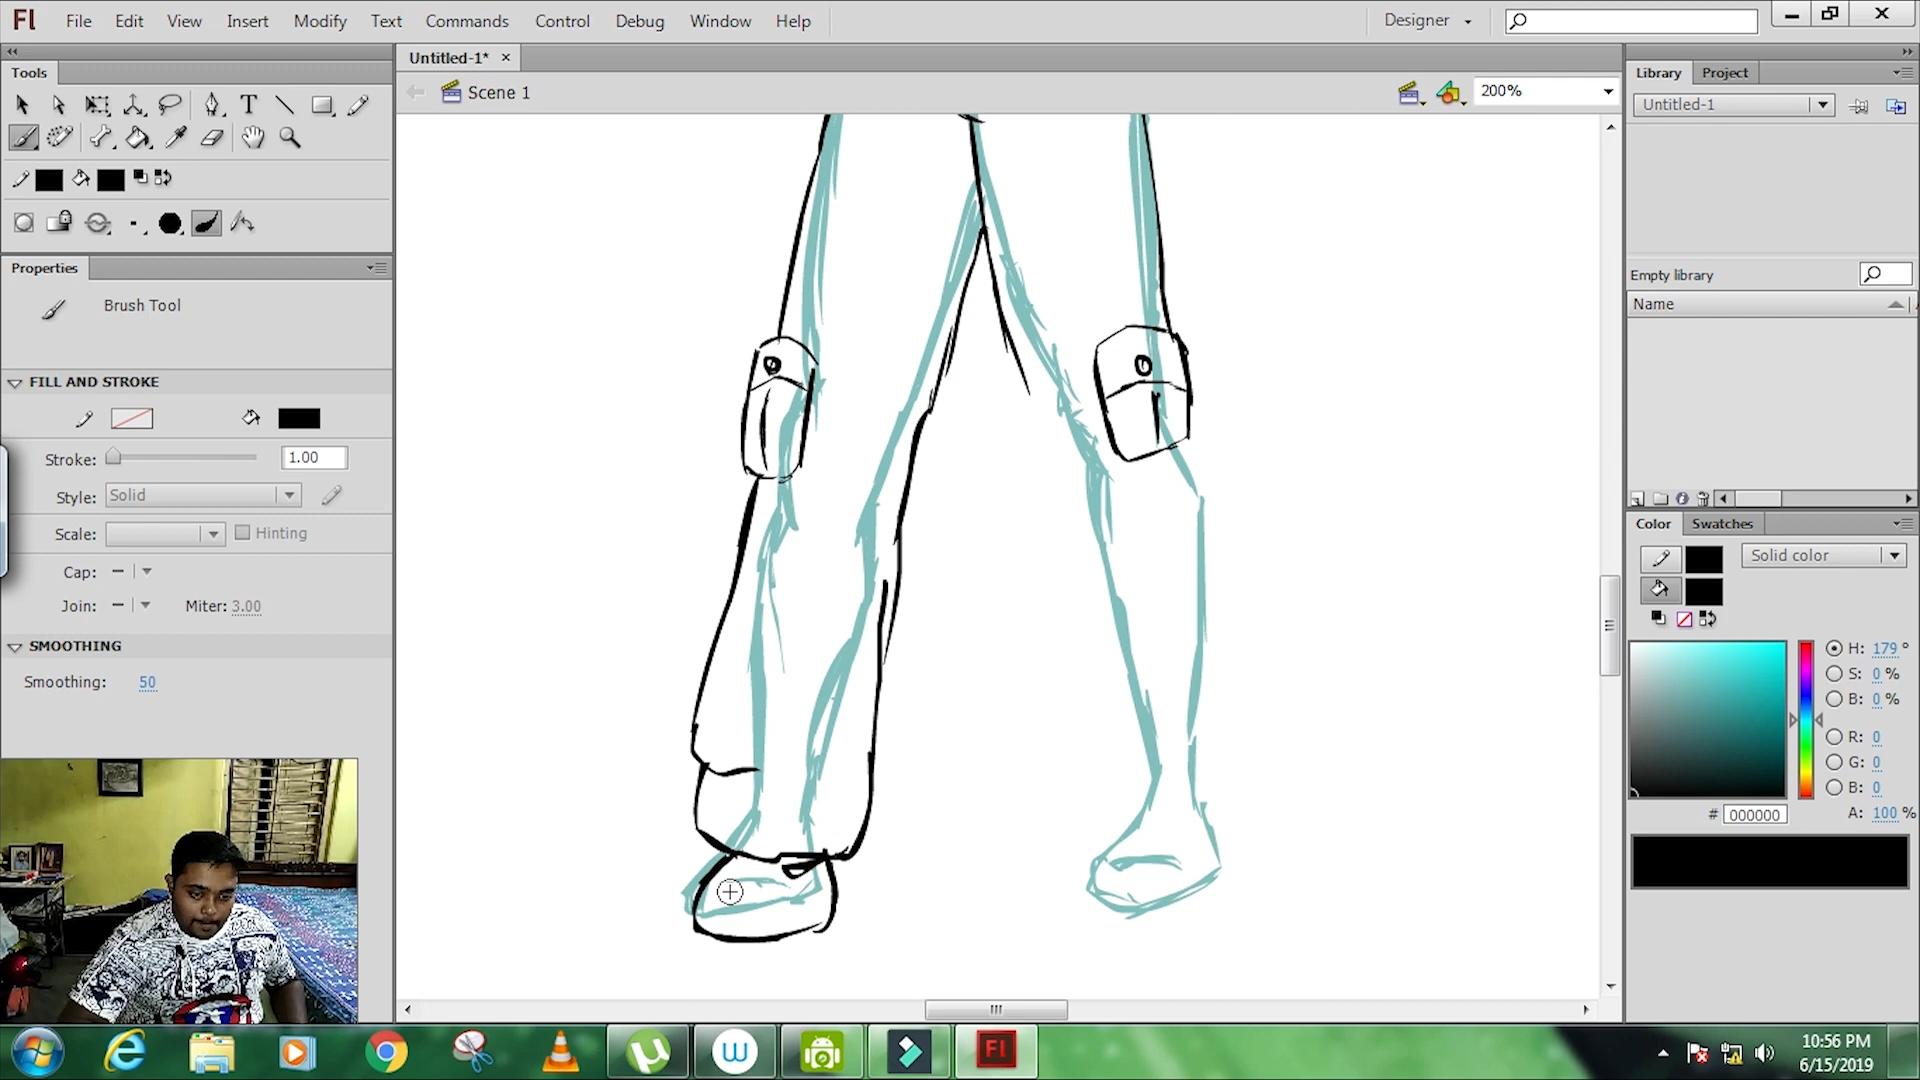 Fl File Edit View Insert Modify Text Commands Control Debug Window Help Designer
Tools
Untitled-1*
Scene 1
200%
Library Project
Untitled-1
Empty library
Name
Properties
Brush Tool
FILL AND STROKE
Stroke: 1.00
Style: Solid
Scale: Hinting
Cap:
Join: Miter: 3.00
SMOOTHING
Smoothing: 50
Color Swatches
Solid color
H: 179 °
S: 0 %
B: 0 %
R: 0
G: 0
B: 0
# 000000 A: 100 %
Fl
10:56 PM
6/15/2019